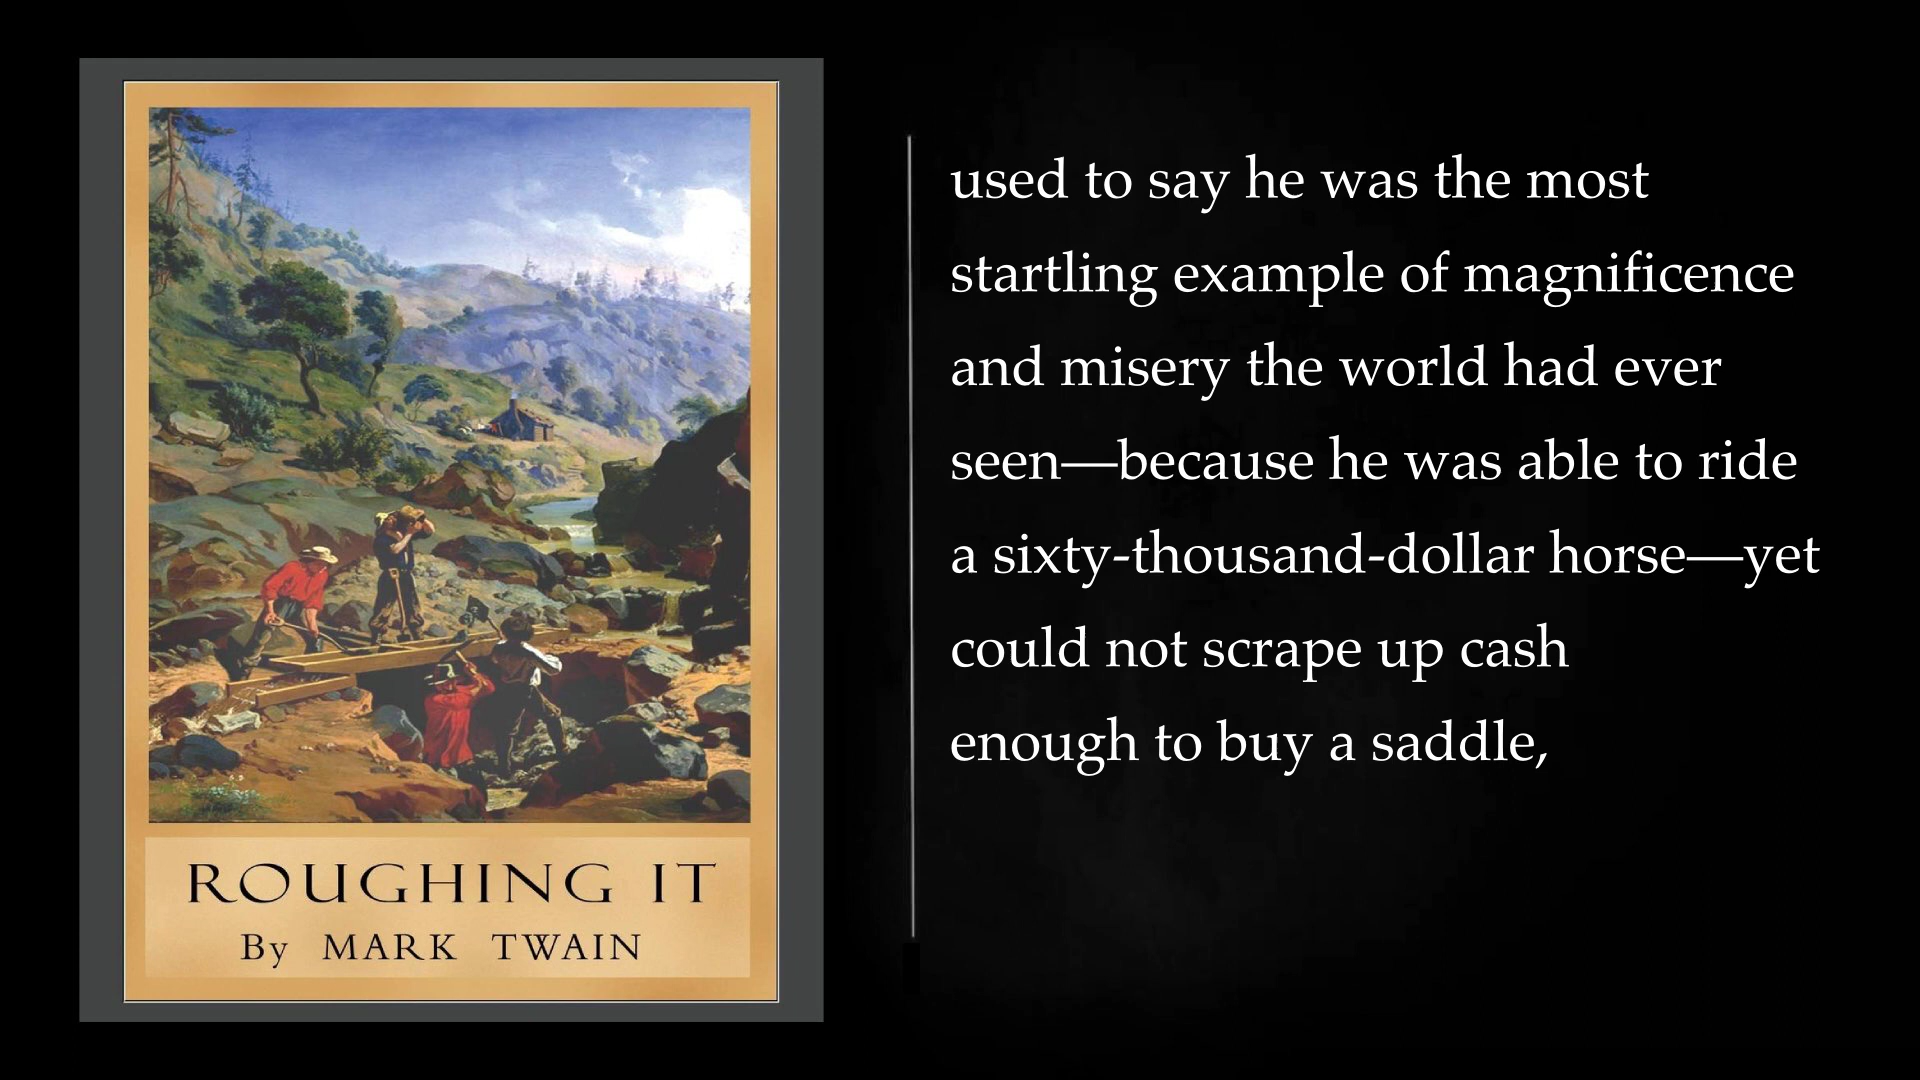 ROUGHING IT
By MARK TWAIN
used to say he was the most
startling example of magnificence
and misery the world had ever
seen—because he was able to ride
a sixty-thousand-dollar horse—yet
could not scrape up cash
enough to buy a saddle,